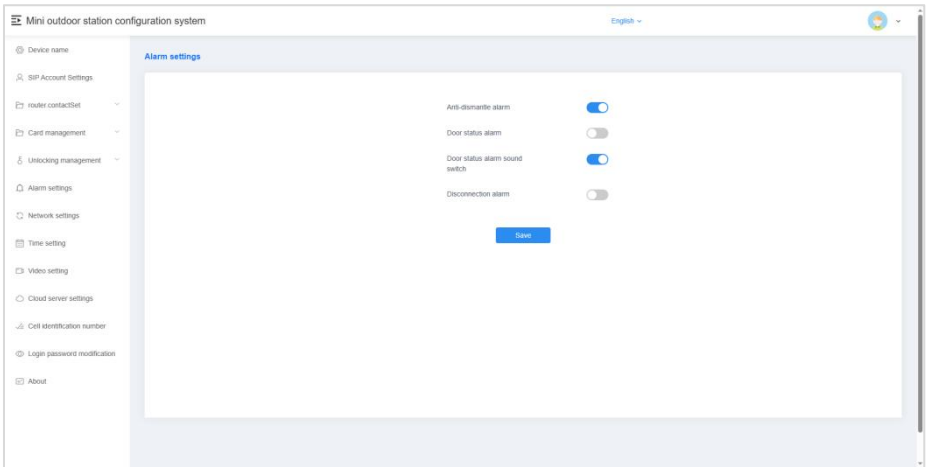 Mini outdoor station configuration system
English
Device name
SIP Account Settings
router.contactSet
Card management
Unlocking management
Alarm settings
Network settings
Time setting
Video setting
Cloud server settings
Cell identification number
Login password modification
About
Alarm settings
Anti-dismantle alarm
Door status alarm
Door status alarm sound
switch
Disconnection alarm
Save